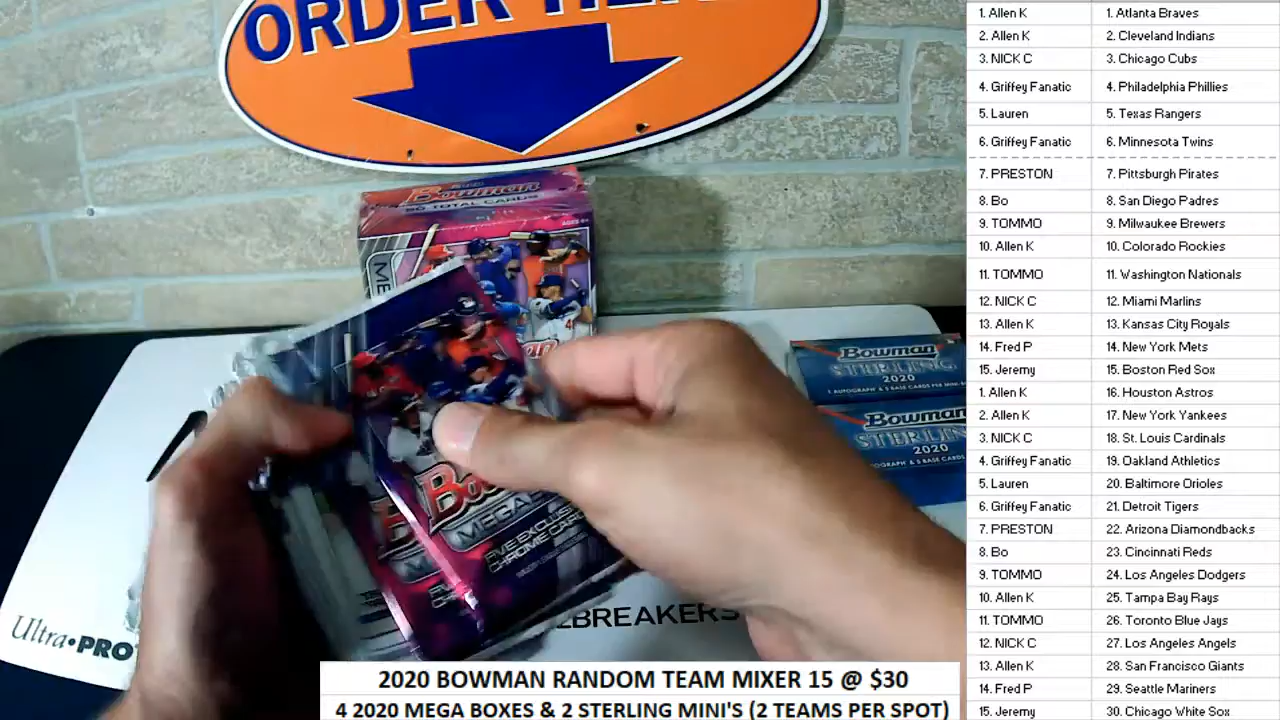 ORDER HERE
Bowman
50 TOTAL CARDS
AGES 6+
ME
Bowman
STERLING
2020
Bowman
STERLING
2020
MEGA
FIVE EXCLUSIVE
CHROME CARDS
Ultra•PRO
BREAKERS
2020 BOWMAN RANDOM TEAM MIXER 15 @ $30
4 2020 MEGA BOXES & 2 STERLING MINI'S (2 TEAMS PER SPOT)
1. Allen K 1. Atlanta Braves
2. Allen K 2. Cleveland Indians
3. NICK C 3. Chicago Cubs
4. Griffey Fanatic 4. Philadelphia Phillies
5. Lauren 5. Texas Rangers
6. Griffey Fanatic 6. Minnesota Twins
7. PRESTON 7. Pittsburgh Pirates
8. Bo 8. San Diego Padres
9. TOMMO 9. Milwaukee Brewers
10. Allen K 10. Colorado Rockies
11. TOMMO 11. Washington Nationals
12. NICK C 12. Miami Marlins
13. Allen K 13. Kansas City Royals
14. Fred P 14. New York Mets
15. Jeremy 15. Boston Red Sox
1. Allen K 16. Houston Astros
2. Allen K 17. New York Yankees
3. NICK C 18. St. Louis Cardinals
4. Griffey Fanatic 19. Oakland Athletics
5. Lauren 20. Baltimore Orioles
6. Griffey Fanatic 21. Detroit Tigers
7. PRESTON 22. Arizona Diamondbacks
8. Bo 23. Cincinnati Reds
9. TOMMO 24. Los Angeles Dodgers
10. Allen K 25. Tampa Bay Rays
11. TOMMO 26. Toronto Blue Jays
12. NICK C 27. Los Angeles Angels
13. Allen K 28. San Francisco Giants
14. Fred P 29. Seattle Mariners
15. Jeremy 30. Chicago White Sox